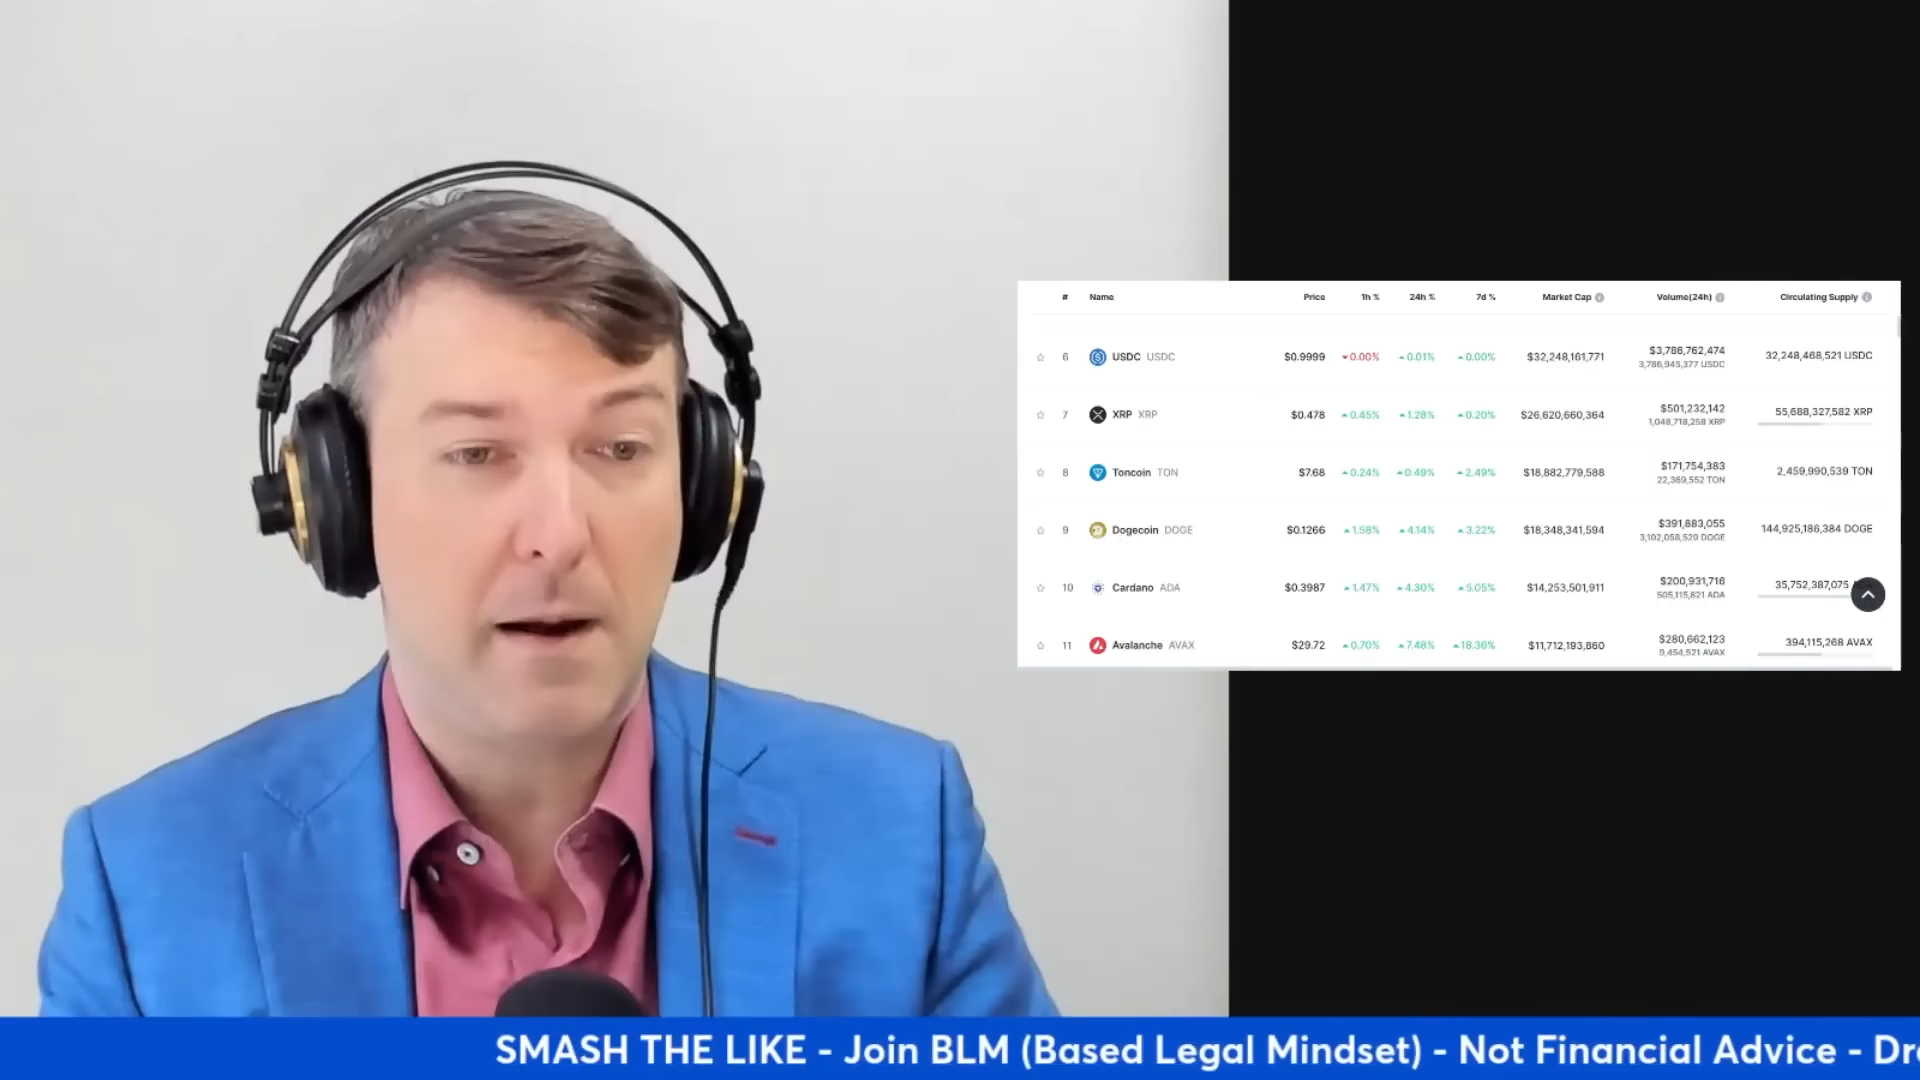 # Name Price 1h % 24h % 7d % Market Cap Volume(24h) Circulating Supply
6 USDC USDC $0.9999 0.00% 0.01% 0.00% $32,248,161,771 $3,786,762,474 32,248,468,521 USDC
3,786,945,377 USDC
7 XRP XRP $0.478 0.45% 1.28% 0.20% $26,620,660,364 $501,232,142 55,688,327,582 XRP
1,048,718,258 XRP
8 Toncoin TON $7.68 0.24% 0.49% 2.49% $18,882,779,588 $171,754,383 2,459,990,539 TON
22,369,552 TON
9 Dogecoin DOGE $0.1266 1.58% 4.14% 3.22% $18,348,341,594 $391,883,055 144,925,186,384 DOGE
3,102,058,529 DOGE
10 Cardano ADA $0.3987 1.47% 4.30% 5.05% $14,253,501,911 $200,931,716 35,752,387,075
505,115,821 ADA
11 Avalanche AVAX $29.72 0.70% 7.48% 18.36% $11,712,193,860 $280,662,123 394,115,268 AVAX
9,454,521 AVAX
SMASH THE LIKE - Join BLM (Based Legal Mindset) - Not Financial Advice - Dr